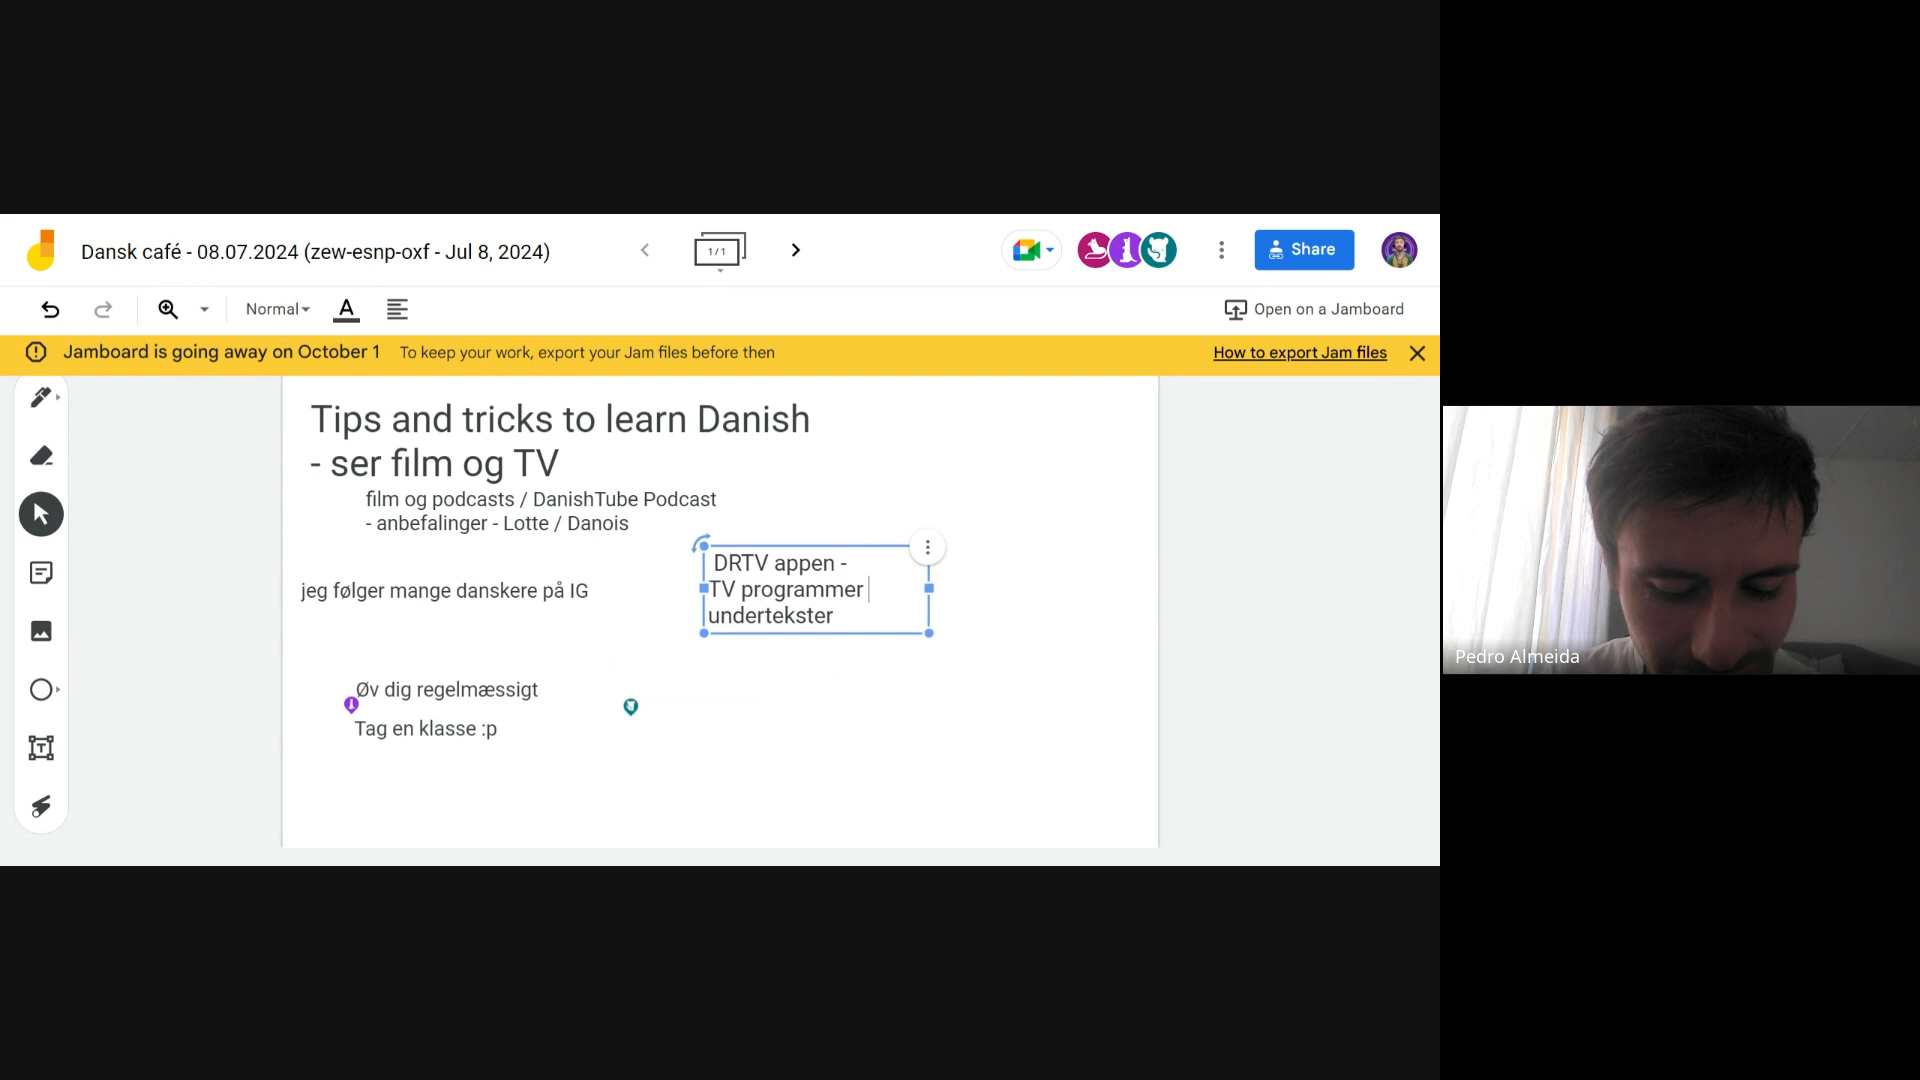 Dansk café - 08.07.2024 (zew-esnp-oxf - Jul 8, 2024)
1/1
Share
Normal
A
Open on a Jamboard
Jamboard is going away on October 1
To keep your work, export your Jam files before then
How to export Jam files
Tips and tricks to learn Danish
- ser film og TV
film og podcasts / DanishTube Podcast
- anbefalinger - Lotte / Danois
DRTV appen -
TV programmer
undertekster
jeg følger mange danskere på IG
Øv dig regelmæssigt
Tag en klasse :p
Pedro Almeida